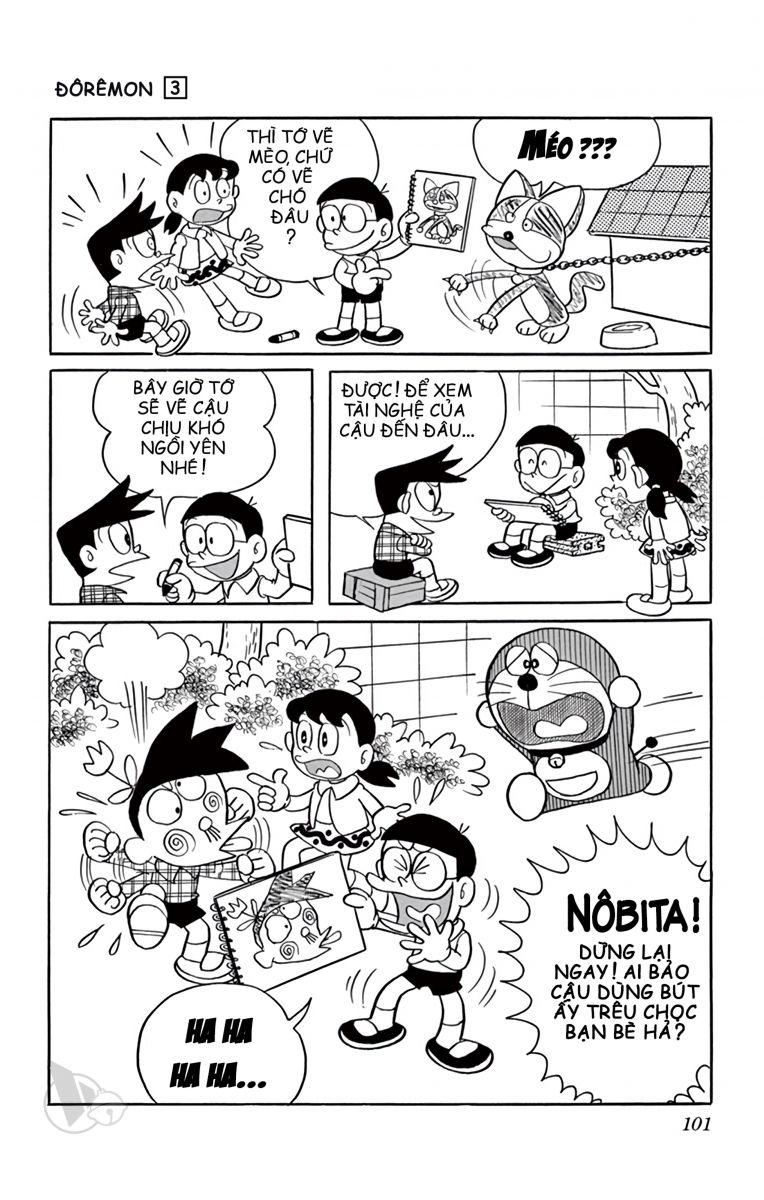 ĐÔRÊMON 3
THÌ TỚ VẼ
MÈO, CHỨ
CÓ VẼ
CHÓ
ĐÂU
?
MÉO ???
BÂY GIỜ TỚ
SẼ VẼ CẬU
CHỊU KHÓ
NGỒI YÊN
NHÉ!
ĐƯỢC! ĐỂ XEM
TÀI NGHỆ CỦA
CẬU ĐẾN ĐÂU...
NÔBITA!
DỪNG LẠI
NGAY! AI BẢO
CẬU DÙNG BÚT
ẤY TRÊU CHỌC
BẠN BÈ HẢ?
HA HA
HA HA...
101